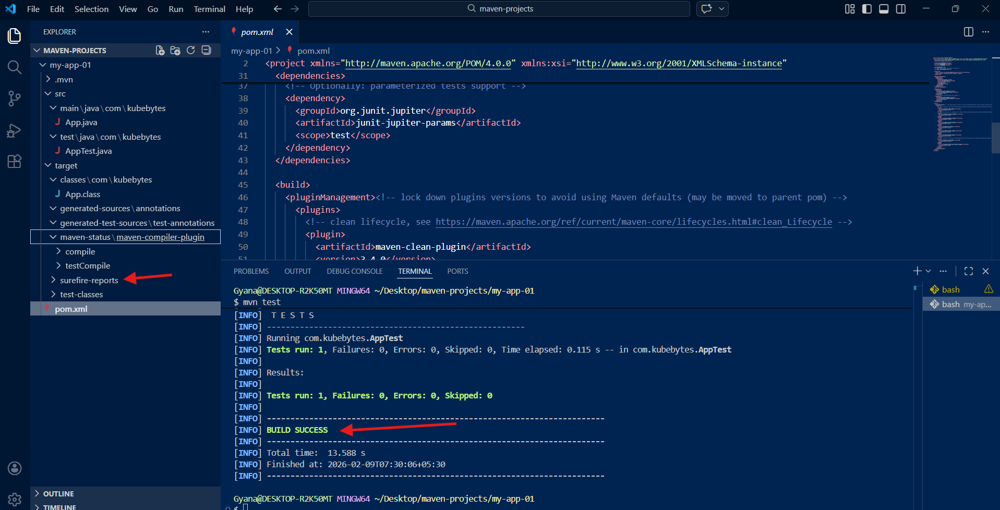 File Edit Selection View Go Run Terminal Help
maven-projects
EXPLORER
MAVEN-PROJECTS
my-app-01
.mvn
src
main\java\com\kubebytes
J App.java
test\java\com\kubebytes
J AppTest.java
target
classes\com\kubebytes
J App.class
generated-sources\annotations
generated-test-sources\test-annotations
maven-status\maven-compiler-plugin
compile
testCompile
surefire-reports
test-classes
pom.xml
OUTLINE
TIMELINE
pom.xml
my-app-01 > pom.xml
2 <project xmlns="http://maven.apache.org/POM/4.0.0" xmlns:xsi="http://www.w3.org/2001/XMLSchema-instance"
31 <dependencies>
37 <!-- Optionally: parameterized tests support -->
38 <dependency>
39 <groupId>org.junit.jupiter</groupId>
40 <artifactId>junit-jupiter-params</artifactId>
41 <scope>test</scope>
42 </dependency>
43 </dependencies>
44
45 <build>
46 <pluginManagement><!-- lock down plugins versions to avoid using Maven defaults (may be moved to parent pom) -->
47 <plugins>
48 <!-- clean lifecycle, see https://maven.apache.org/ref/current/maven-core/lifecycles.html#clean_Lifecycle -->
49 <plugin>
50 <artifactId>maven-clean-plugin</artifactId>
51 <version>3.4.0</version>
PROBLEMS OUTPUT DEBUG CONSOLE TERMINAL PORTS
Gyana@DESKTOP-R2K50MT MINGW64 ~/Desktop/maven-projects/my-app-01
$ mvn test
[INFO] T E S T S
[INFO] -------------------------------------------------------
[INFO] Running com.kubebytes.AppTest
[INFO] Tests run: 1, Failures: 0, Errors: 0, Skipped: 0, Time elapsed: 0.115 s -- in com.kubebytes.AppTest
[INFO]
[INFO] Results:
[INFO]
[INFO] Tests run: 1, Failures: 0, Errors: 0, Skipped: 0
[INFO]
[INFO] ------------------------------------------------------------------------
[INFO] BUILD SUCCESS
[INFO] ------------------------------------------------------------------------
[INFO] Total time:  13.588 s
[INFO] Finished at: 2026-02-09T07:30:06+05:30
[INFO] ------------------------------------------------------------------------
Gyana@DESKTOP-R2K50MT MINGW64 ~/Desktop/maven-projects/my-app-01
$
bash
bash my-ap...